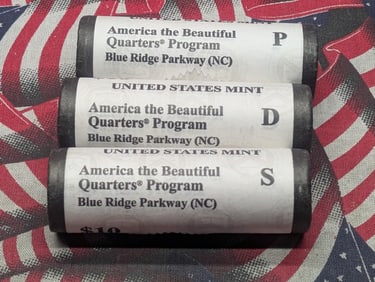 America the Beautiful
Quarters® Program
Blue Ridge Parkway (NC)
P
UNITED STATES MINT
America the Beautiful
Quarters® Program
Blue Ridge Parkway (NC)
D
UNITED STATES MINT
America the Beautiful
Quarters® Program
Blue Ridge Parkway (NC)
S
$10